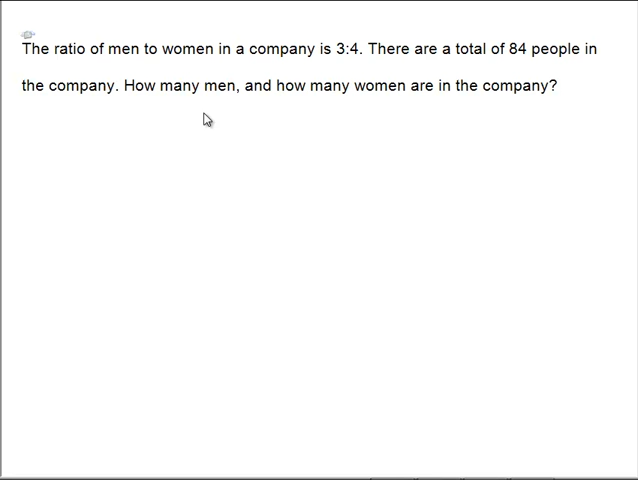 The ratio of men to women in a company is 3:4. There are a total of 84 people in
the company. How many men, and how many women are in the company?